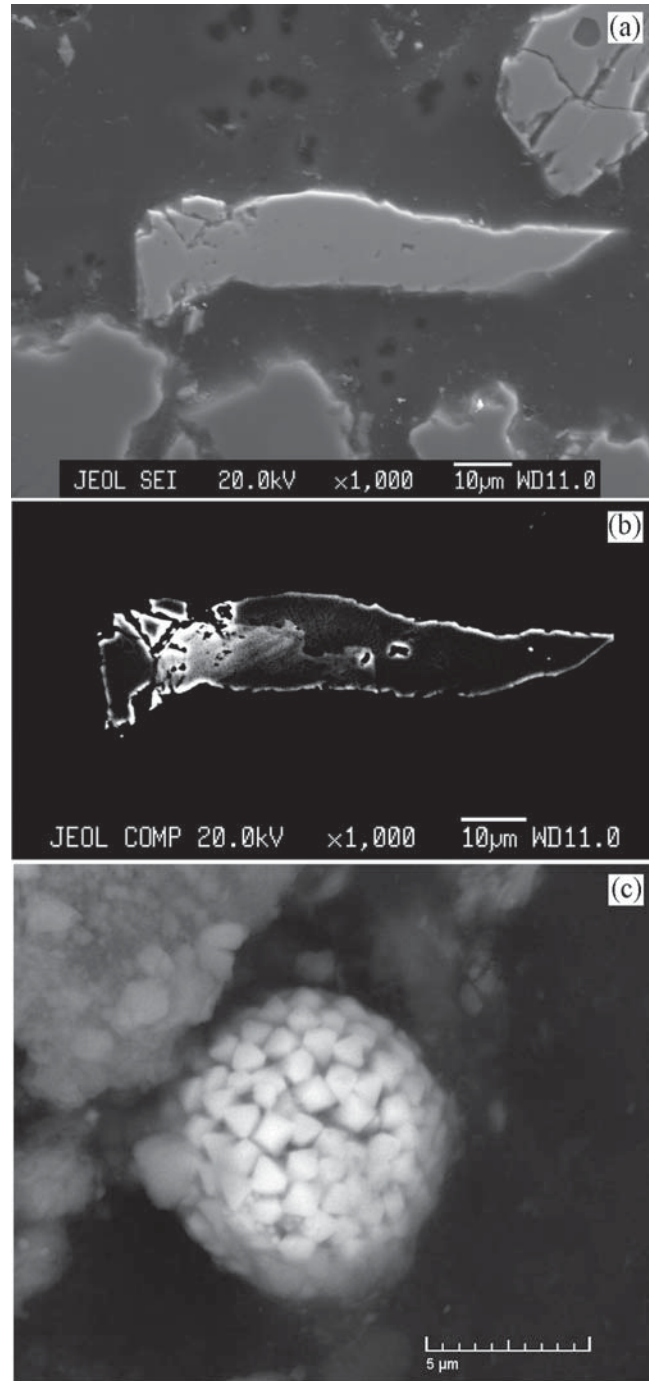 (a)
JEOL SEI 20.0kV ×1,000 10µm WD11.0
(b)
JEOL COMP 20.0kV ×1,000 10µm WD11.0
(c)
5 µm